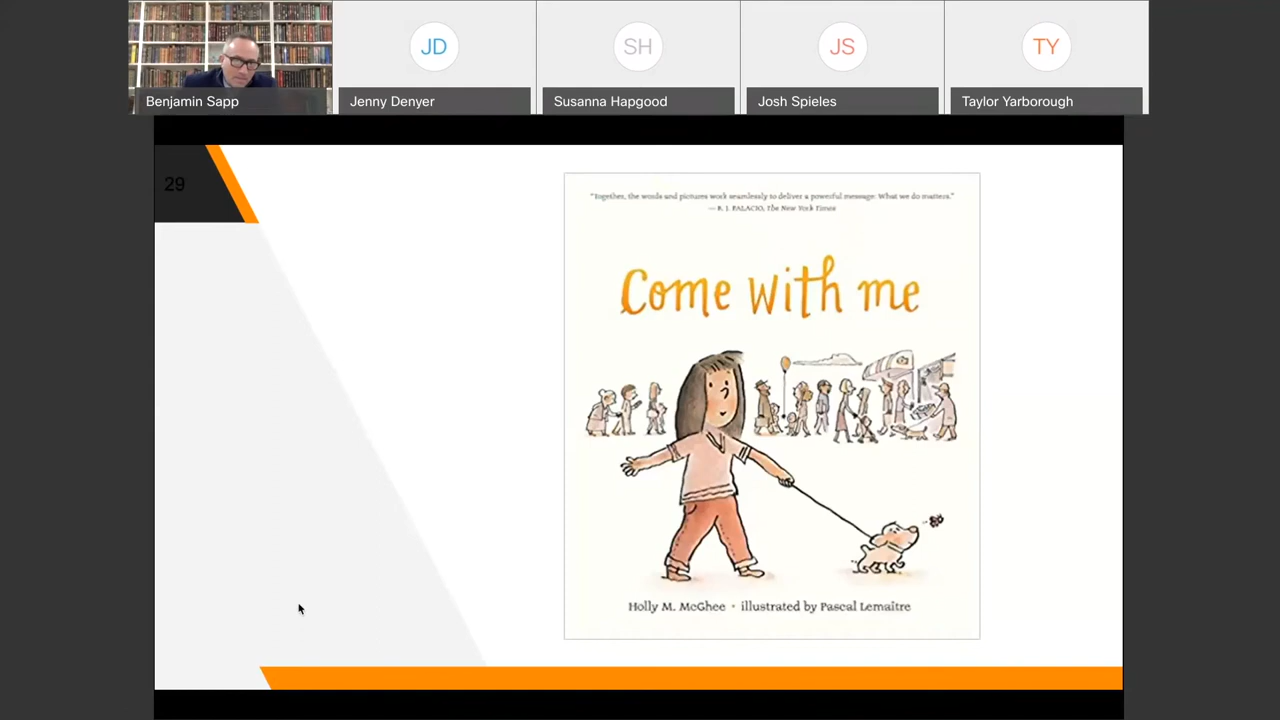 JD
SH
JS
TY
Benjamin Sapp
Jenny Denyer
Susanna Hapgood
Josh Spieles
Taylor Yarborough
29
“Together, the words and pictures work seamlessly to deliver a powerful message: What we do matters.”
— R. J. PALACIO, The New York Times
Come with me
Holly M. McGhee • illustrated by Pascal Lemaître